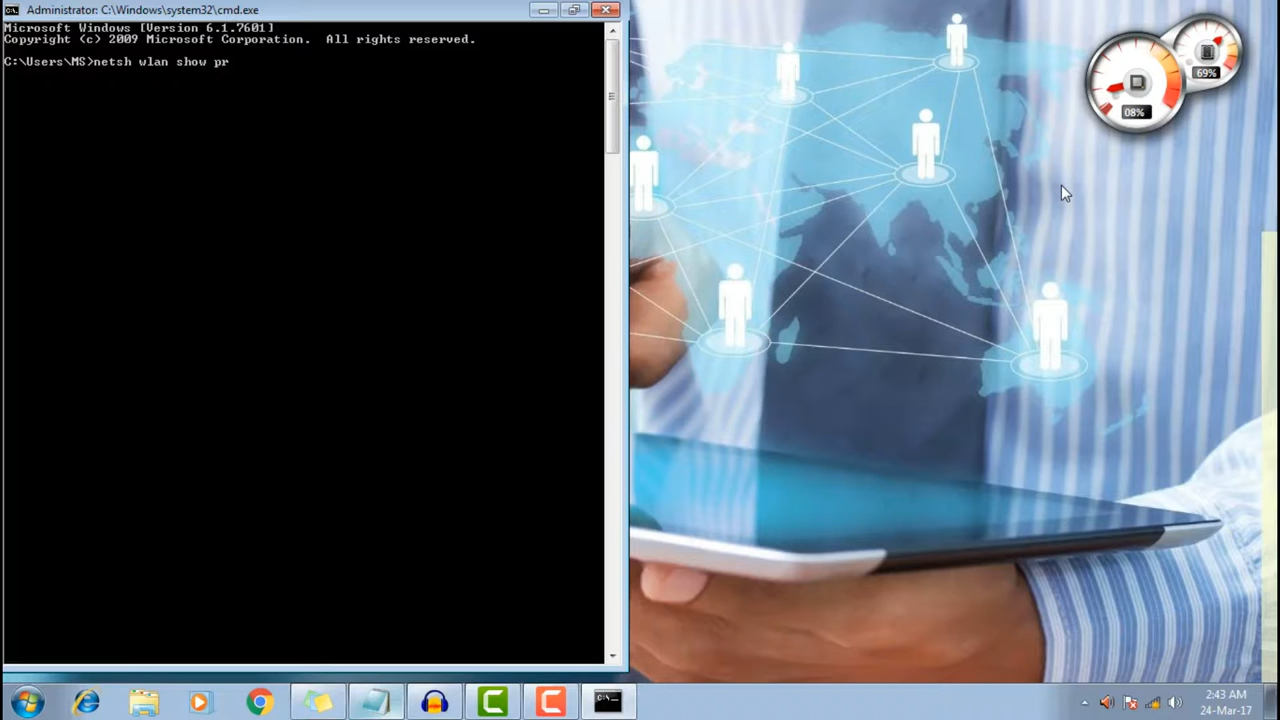 Administrator: C:\Windows\system32\cmd.exe
Microsoft Windows [Version 6.1.7601]
Copyright (c) 2009 Microsoft Corporation.  All rights reserved.
C:\Users\MS>netsh wlan show pr
69%
08%
C:\
2:43 AM
24-Mar-17